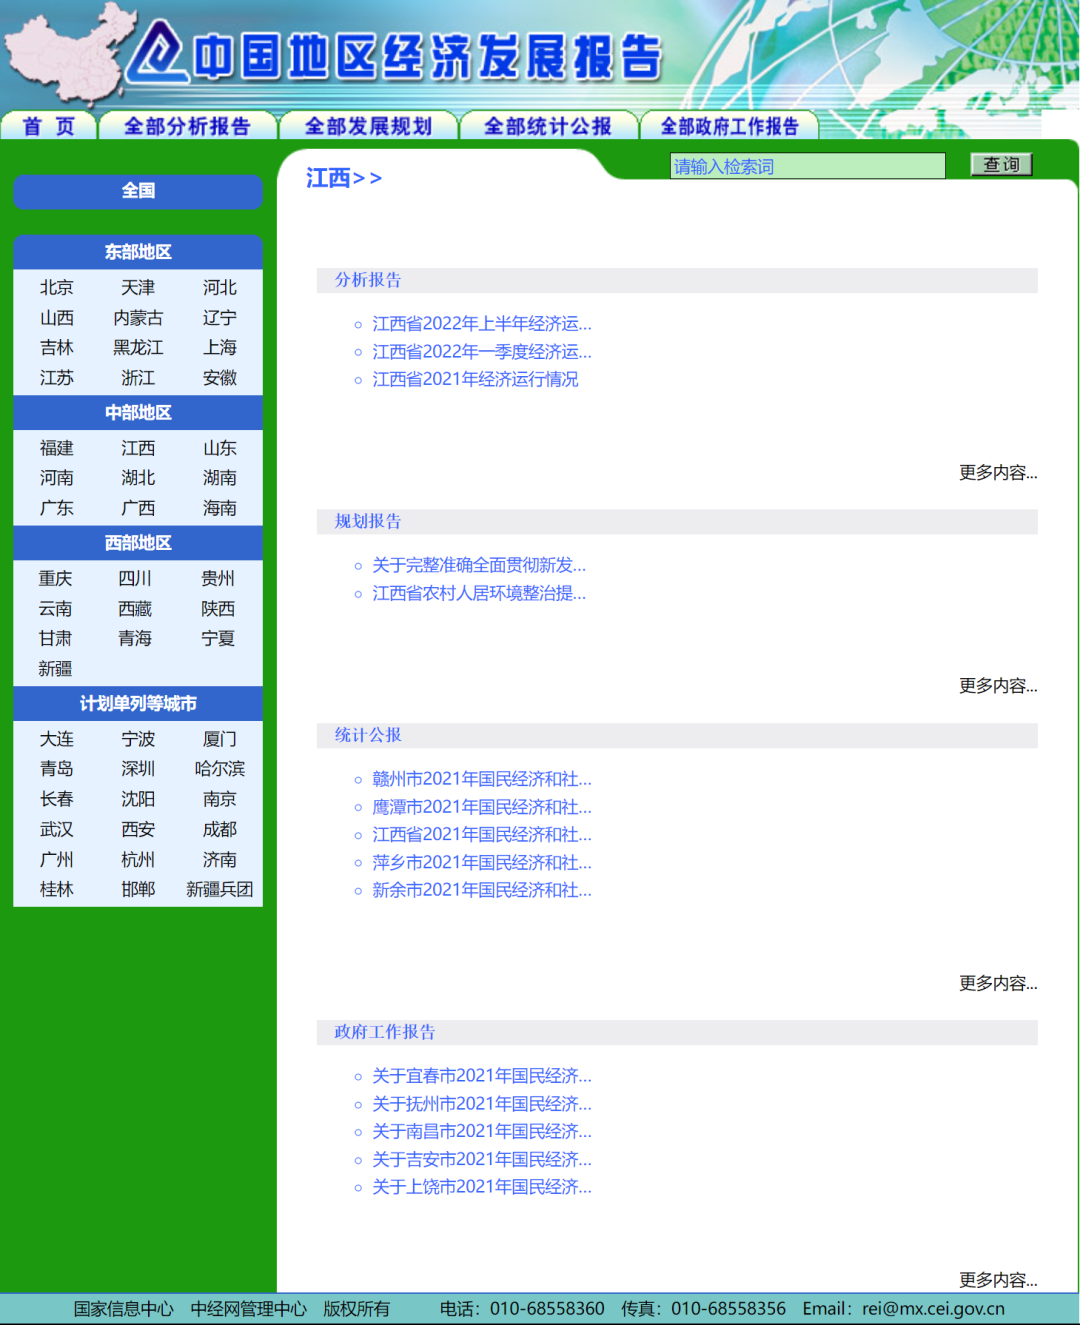 中国地区经济发展报告
首 页 全部分析报告 全部发展规划 全部统计公报 全部政府工作报告
江西>> 请输入检索词 查询
全国
东部地区
北京 天津 河北
山西 内蒙古 辽宁
吉林 黑龙江 上海
江苏 浙江 安徽
中部地区
福建 江西 山东
河南 湖北 湖南
广东 广西 海南
西部地区
重庆 四川 贵州
云南 西藏 陕西
甘肃 青海 宁夏
新疆
计划单列等城市
大连 宁波 厦门
青岛 深圳 哈尔滨
长春 沈阳 南京
武汉 西安 成都
广州 杭州 济南
桂林 邯郸 新疆兵团
分析报告
江西省2022年上半年经济运...
江西省2022年一季度经济运...
江西省2021年经济运行情况
更多内容...
规划报告
关于完整准确全面贯彻新发...
江西省农村人居环境整治提...
更多内容...
统计公报
赣州市2021年国民经济和社...
鹰潭市2021年国民经济和社...
江西省2021年国民经济和社...
萍乡市2021年国民经济和社...
新余市2021年国民经济和社...
更多内容...
政府工作报告
关于宜春市2021年国民经济...
关于抚州市2021年国民经济...
关于南昌市2021年国民经济...
关于吉安市2021年国民经济...
关于上饶市2021年国民经济...
更多内容...
国家信息中心 中经网管理中心 版权所有 电话：010-68558360 传真：010-68558356 Email：rei@mx.cei.gov.cn